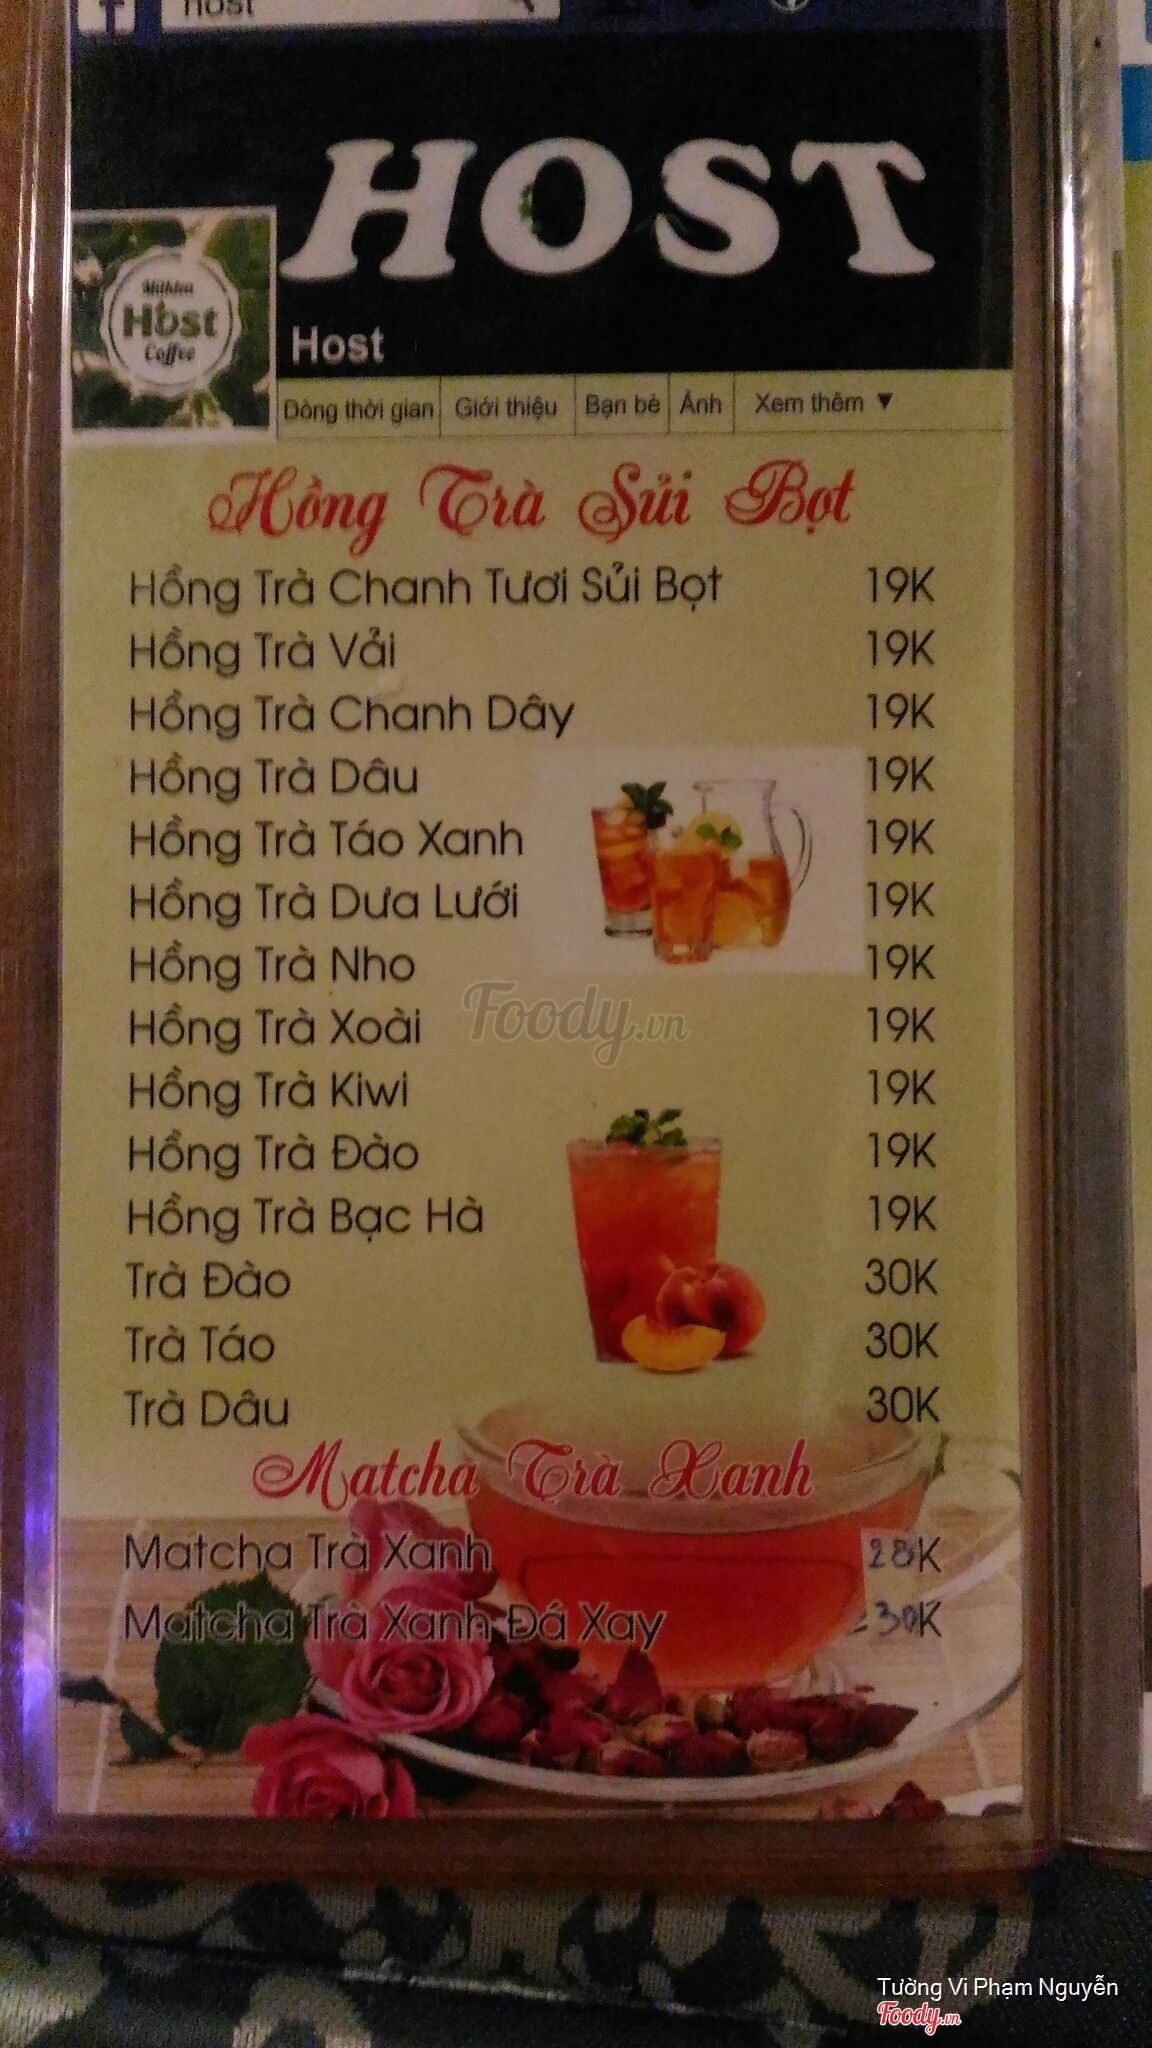 host
HOST
Milktea
Host
Coffee
Host
Dòng thời gian Giới thiệu Bạn bè Ảnh Xem thêm ▼
Hồng Trà Sủi Bọt
Hồng Trà Chanh Tươi Sủi Bọt 19K
Hồng Trà Vải 19K
Hồng Trà Chanh Dây 19K
Hồng Trà Dâu 19K
Hồng Trà Táo Xanh 19K
Hồng Trà Dưa Lưới 19K
Hồng Trà Nho 19K
Hồng Trà Xoài 19K
Foody.vn
Hồng Trà Kiwi 19K
Hồng Trà Đào 19K
Hồng Trà Bạc Hà 19K
Trà Đào 30K
Trà Táo 30K
Trà Dâu 30K
Matcha Trà Xanh
Matcha Trà Xanh 28K
Matcha Trà Xanh Đá Xay 30K
Tường Vi Phạm Nguyễn
Foody.vn